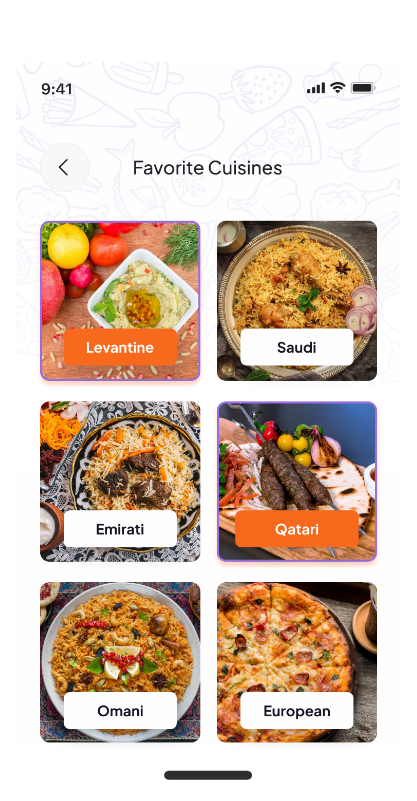 9:41
Favorite Cuisines
Levantine
Saudi
Emirati
Qatari
Omani
European